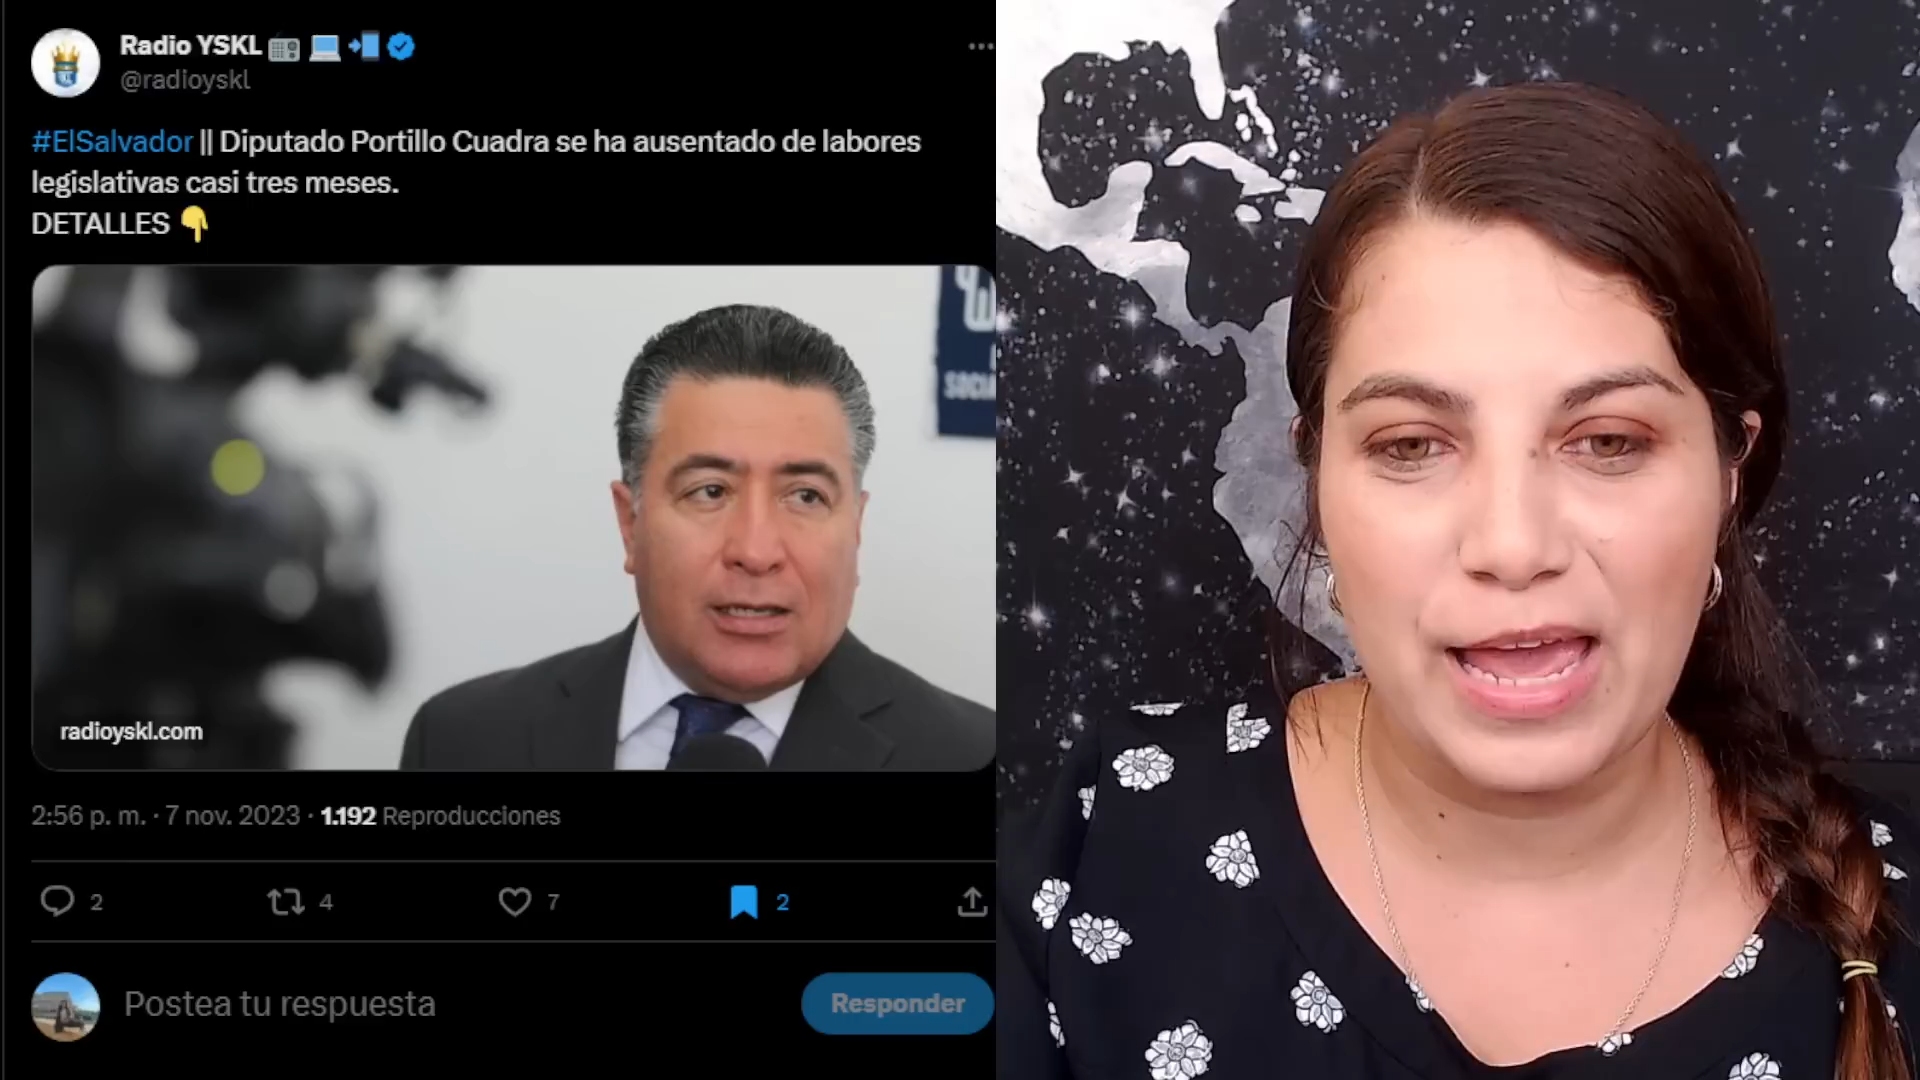 Radio YSKL
@radioyskl
#ElSalvador || Diputado Portillo Cuadra se ha ausentado de labores
legislativas casi tres meses.
DETALLES 👇
SOCIA
radioyskl.com
2:56 p. m. · 7 nov. 2023 · 1.192 Reproducciones
2 4 7 2
Postea tu respuesta
Responder